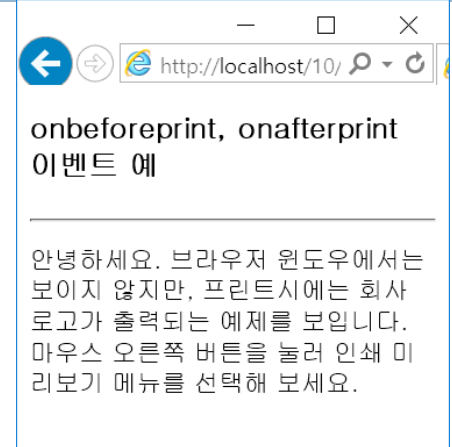 http://localhost/10/
onbeforeprint, onafterprint
이벤트 예
안녕하세요. 브라우저 윈도우에서는
보이지 않지만, 프린트시에는 회사
로고가 출력되는 예제를 보입니다.
마우스 오른쪽 버튼을 눌러 인쇄 미
리보기 메뉴를 선택해 보세요.